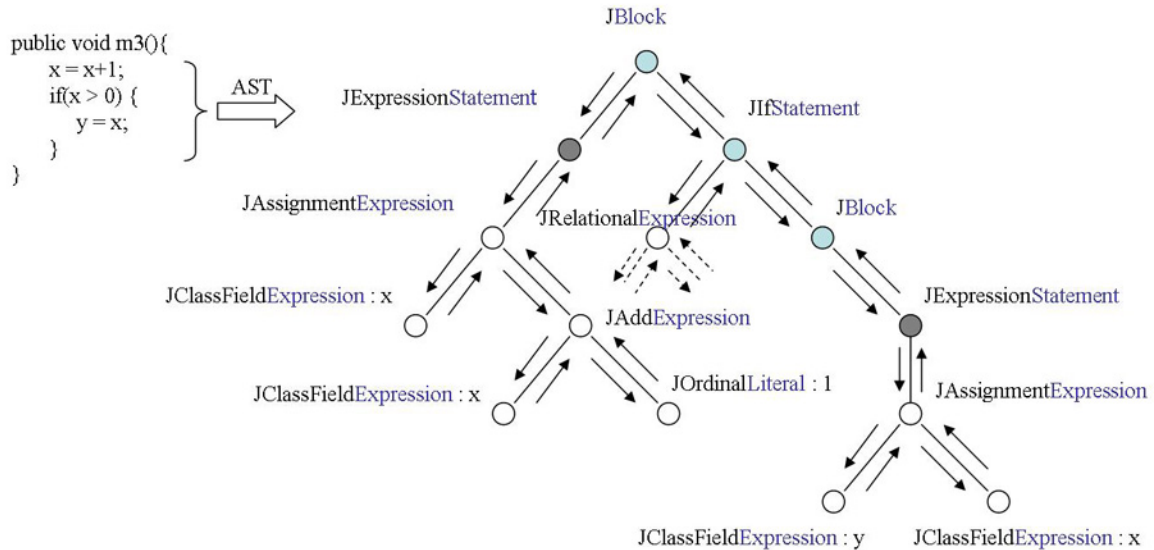 public void m3(){
x = x+1;
if(x > 0) {
y = x;
}
}
AST
JBlock
JExpressionStatement
JIfStatement
JAssignmentExpression
JRelationalExpression
JBlock
JClassFieldExpression : x
JAddExpression
JExpressionStatement
JClassFieldExpression : x
JOrdinalLiteral : 1
JAssignmentExpression
JClassFieldExpression : y
JClassFieldExpression : x